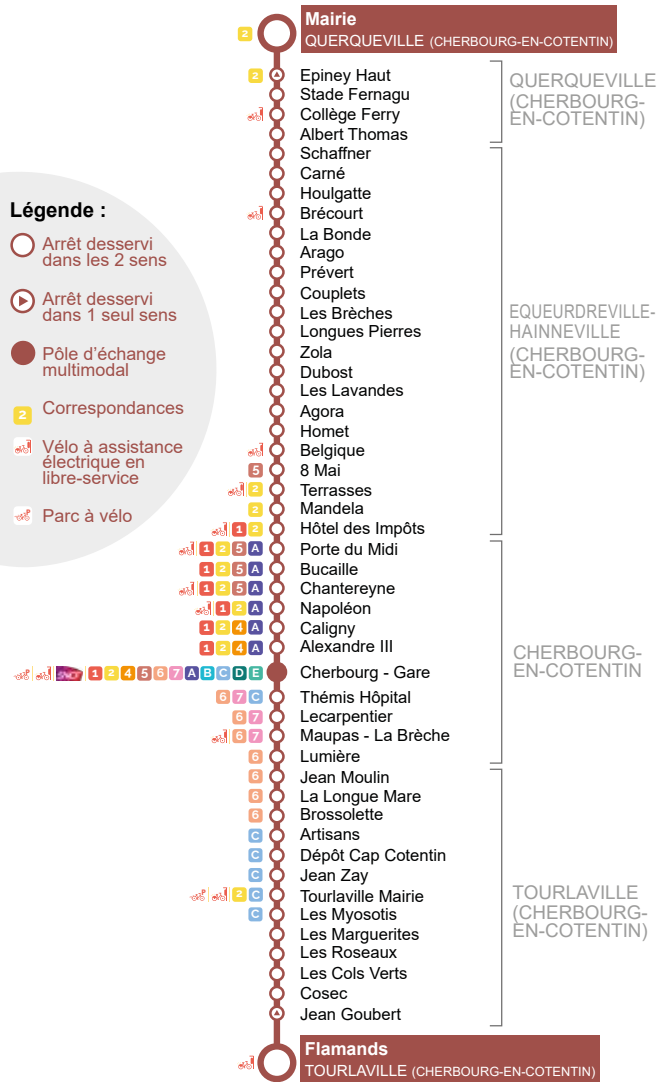 Mairie
2 QUERQUEVILLE (CHERBOURG-EN-COTENTIN)
2 Epiney Haut
Stade Fernagu
Collège Ferry
Albert Thomas
QUERQUEVILLE
(CHERBOURG-
EN-COTENTIN)
Schaffner
Carné
Houlgatte
Brécourt
La Bonde
Arago
Prévert
Couplets
Les Brèches
Longues Pierres
Zola
Dubost
Les Lavandes
Agora
Homet
Belgique
5 8 Mai
2 Terrasses
2 Mandela
1 2 Hôtel des Impôts
EQUEURDREVILLE-
HAINNEVILLE
(CHERBOURG-
EN-COTENTIN)
Légende :
Arrêt desservi
dans les 2 sens
Arrêt desservi
dans 1 seul sens
Pôle d'échange
multimodal
2 Correspondances
Vélo à assistance
électrique en
libre-service
Parc à vélo
1 2 5 A Porte du Midi
1 2 5 A Bucaille
1 2 5 A Chantereyne
1 2 A Napoléon
1 2 4 A Caligny
1 2 4 A Alexandre III
SNCF 1 2 4 5 6 7 A B C D E Cherbourg - Gare
6 7 C Thémis Hôpital
6 7 Lecarpentier
6 7 Maupas - La Brèche
6 Lumière
CHERBOURG-
EN-COTENTIN
6 Jean Moulin
6 La Longue Mare
6 Brossolette
C Artisans
C Dépôt Cap Cotentin
C Jean Zay
2 C Tourlaville Mairie
C Les Myosotis
Les Marguerites
Les Roseaux
Les Cols Verts
Cosec
Jean Goubert
TOURLAVILLE
(CHERBOURG-
EN-COTENTIN)
Flamands
TOURLAVILLE (CHERBOURG-EN-COTENTIN)